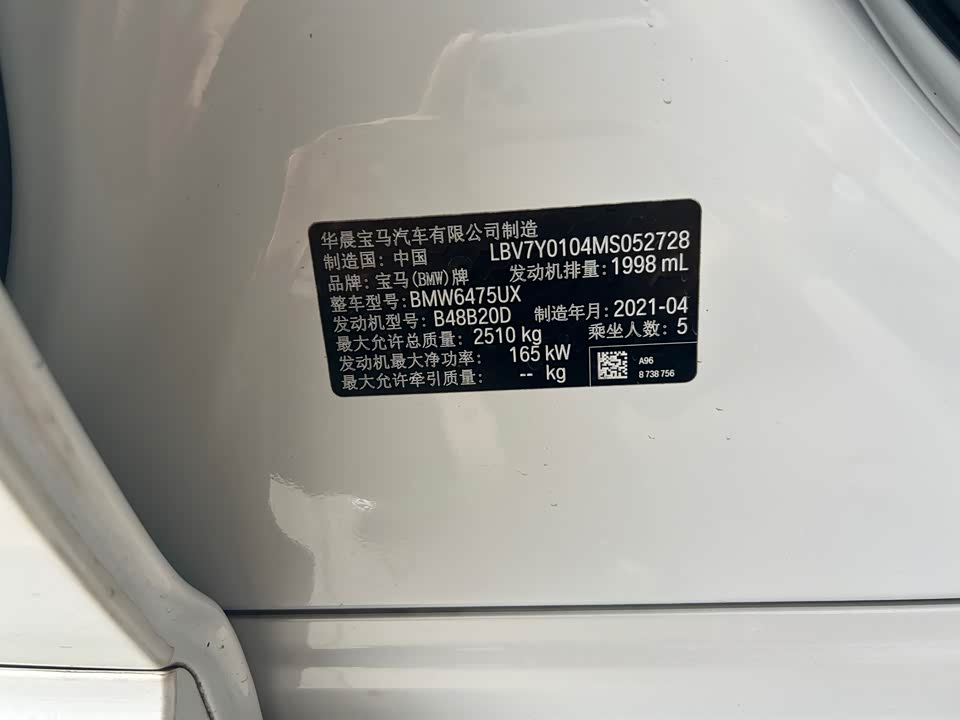 华晨宝马汽车有限公司制造
制造国: 中国 LBV7Y0104MS052728
品牌: 宝马(BMW)牌 发动机排量: 1998 mL
整车型号: BMW6475UX
发动机型号: B48B20D 制造年月: 2021-04
最大允许总质量: 2510 kg 乘坐人数: 5
发动机最大净功率: 165 kW
最大允许牵引质量: -- kg
A96
8 738 756